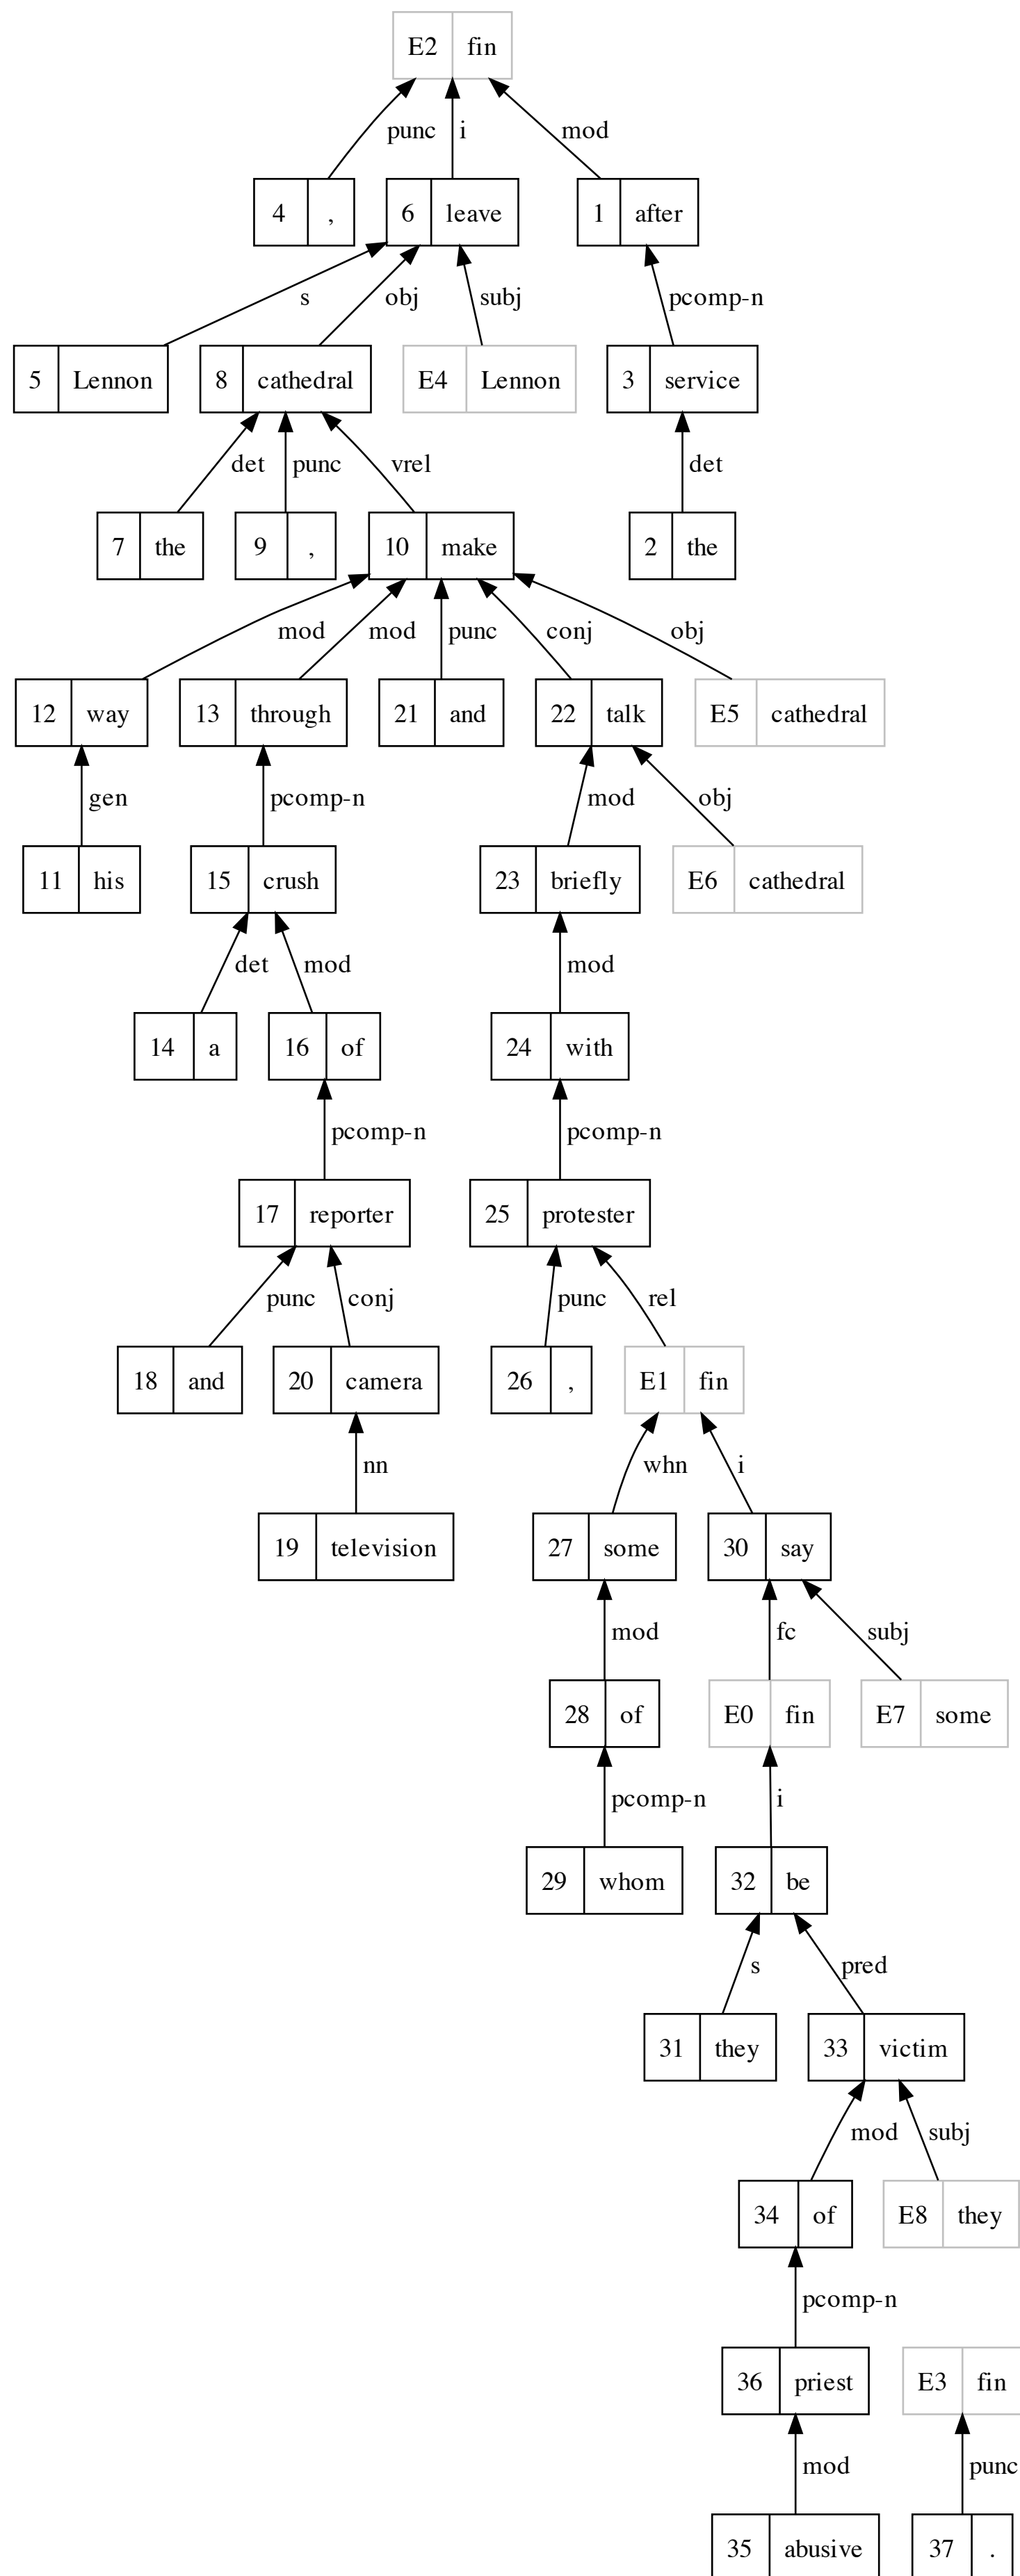 E2 fin
punc i mod
4 , 6 leave 1 after
s obj subj pcomp-n
5 Lennon 8 cathedral E4 Lennon 3 service
det punc vrel det
7 the 9 , 10 make 2 the
mod mod punc conj obj
12 way 13 through 21 and 22 talk E5 cathedral
gen pcomp-n mod obj
11 his 15 crush 23 briefly E6 cathedral
det mod mod
14 a 16 of 24 with
pcomp-n pcomp-n
17 reporter 25 protester
punc conj punc rel
18 and 20 camera 26 , E1 fin
nn whn i
19 television 27 some 30 say
mod fc subj
28 of E0 fin E7 some
pcomp-n i
29 whom 32 be
s pred
31 they 33 victim
mod subj
34 of E8 they
pcomp-n
36 priest E3 fin
mod punc
35 abusive 37 .